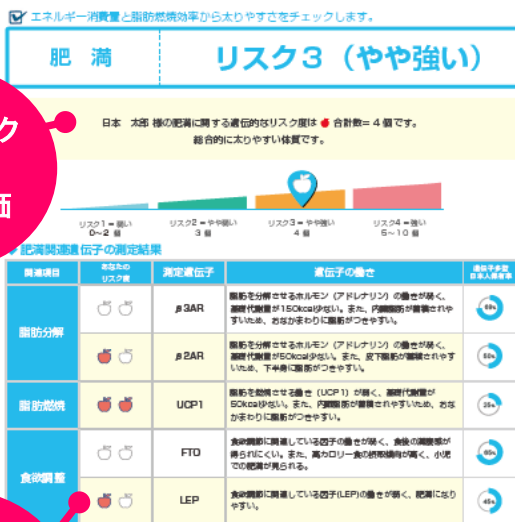 エネルギー消費量と脂肪燃焼効率から太りやすさをチェックします。
肥 満
リスク3（やや強い）
ク
価
日本 太郎 様の肥満に関する遺伝的なリスク度は 合計数= 4 個です。
総合的に太りやすい体質です。
リスク1 = 弱い
0~2 個
リスク2 = やや弱い
3 個
リスク3 = やや強い
4 個
リスク4 = 強い
5~10 個
肥満関連遺伝子の測定結果
関連項目
あなたの
リスク度
測定遺伝子
遺伝子の働き
遺伝子多型
日本人保有率
脂肪分解
β3AR
脂肪を分解させるホルモン（アドレナリン）の働きが弱く、
基礎代謝量が150kcal少ない。また、内臓脂肪が蓄積されや
すいため、おなかまわりに脂肪がつきやすい。
β2AR
脂肪を分解させるホルモン（アドレナリン）の働きが弱く、
基礎代謝量が50kcal少ない。また、皮下脂肪が蓄積されやす
いため、下半身に脂肪がつきやすい。
50%
脂肪燃焼
UCP1
脂肪を燃焼させる働き（UCP1）が弱く、基礎代謝量が
50kcal少ない。また、内臓脂肪が蓄積されやすいため、おな
かまわりに脂肪がつきやすい。
25%
食欲調整
FTO
食欲調節に関連している因子の働きが弱く、食後の満腹感が
得られにくい。また、高カロリー食の摂取傾向が高く、小児
での肥満が見られる。
LEP
食欲調節に関連している因子(LEP)の働きが弱く、肥満になり
やすい。
45%